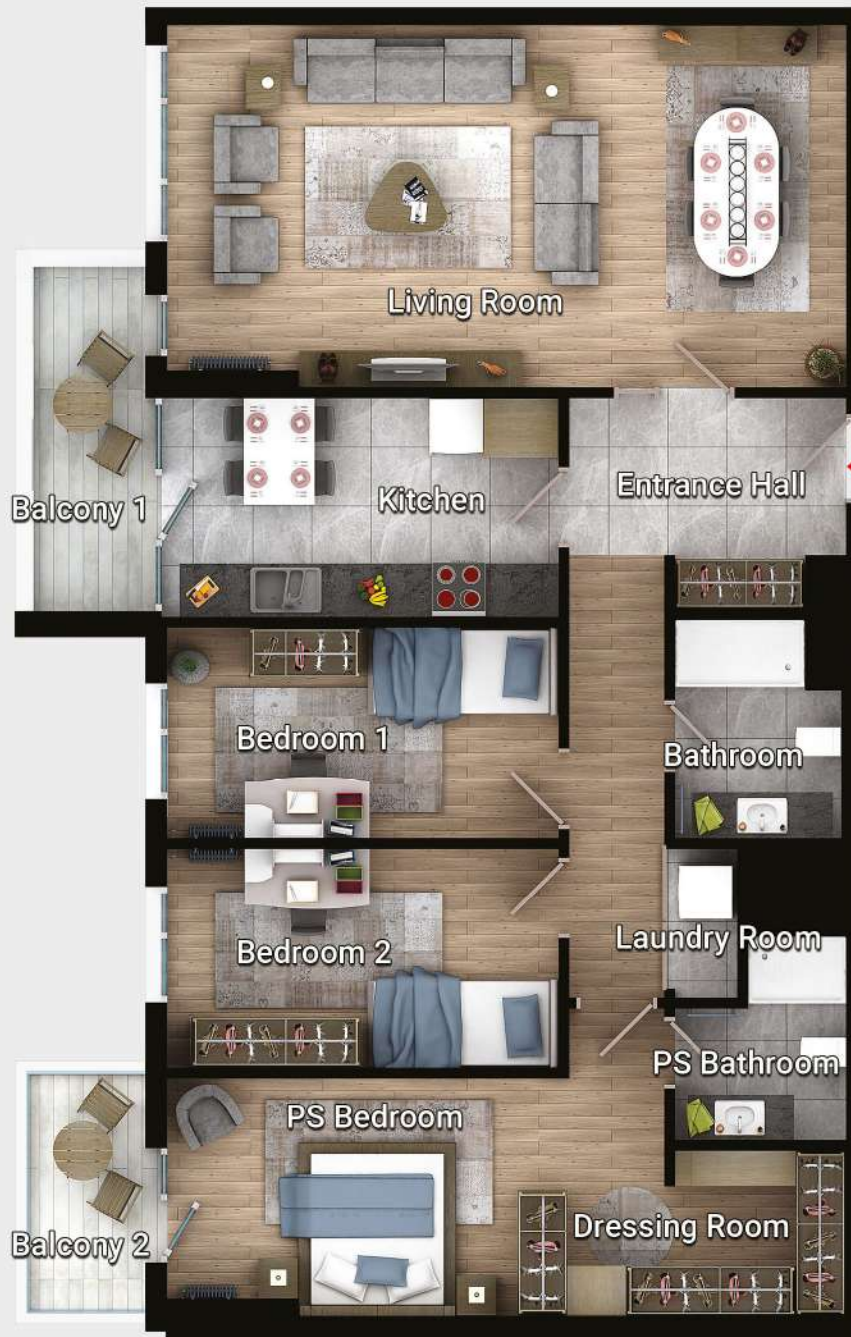 Living Room
Balcony 1
Kitchen
Entrance Hall
Bedroom 1
Bathroom
Bedroom 2
Laundry Room
PS Bathroom
PS Bedroom
Dressing Room
Balcony 2